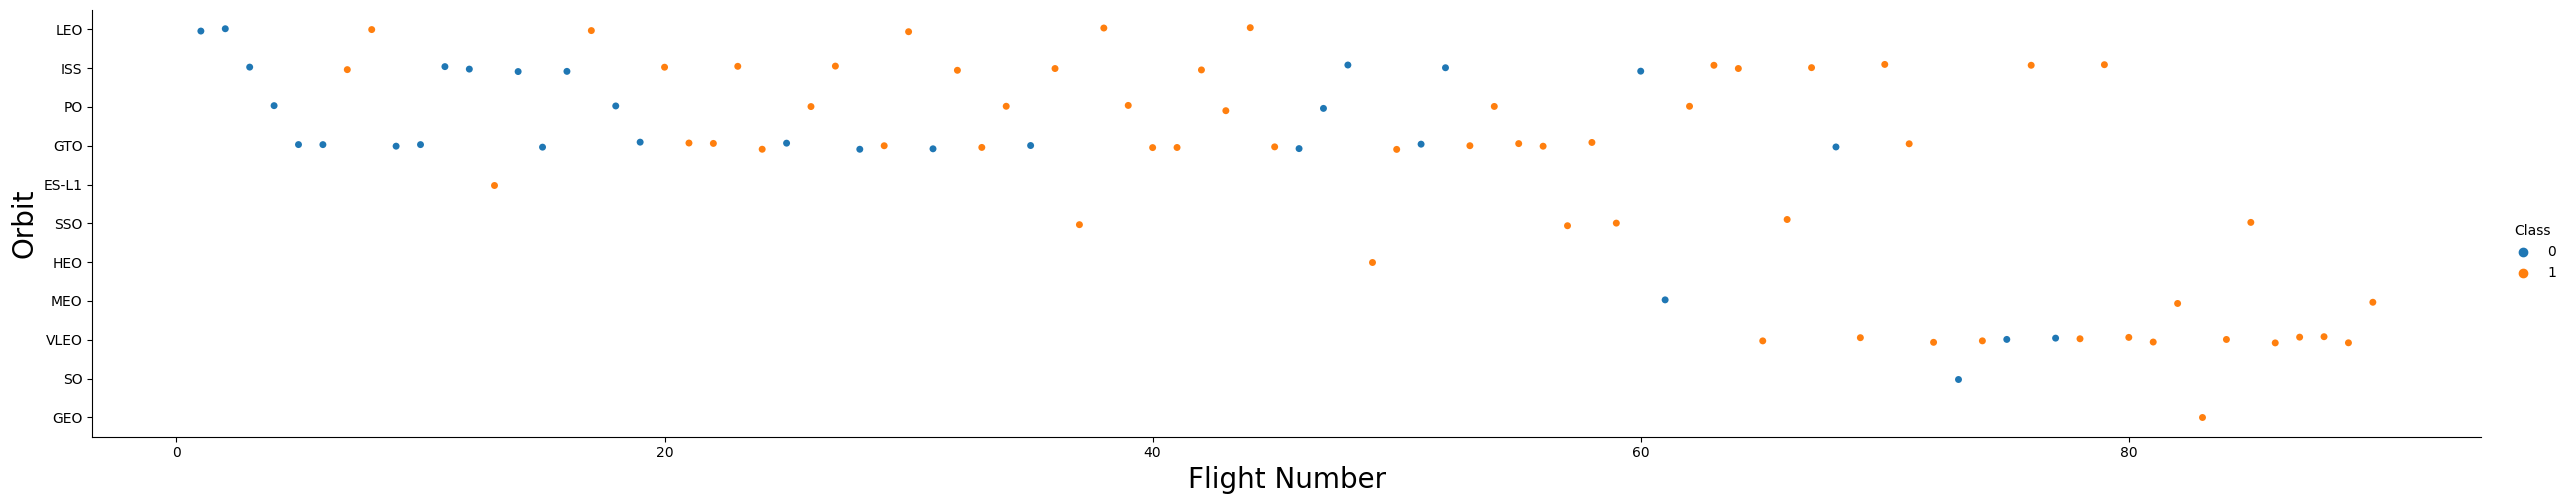 LEO
ISS
PO
GTO
ES-L1
SSO
HEO
MEO
VLEO
SO
GEO
Orbit
0
20
40
60
80
Flight Number
Class
0
1